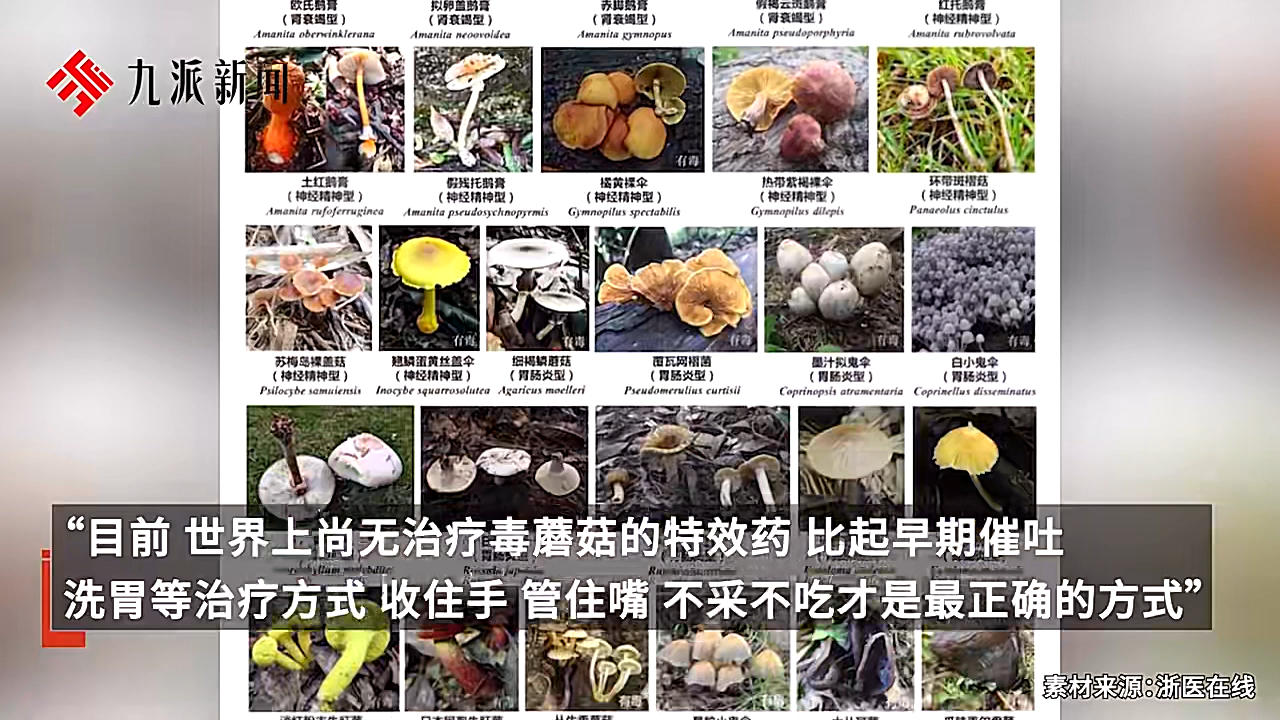 欧氏鹅膏
拟卵盖鹅膏
赤脚鹅膏
假褐云斑鹅膏
红托鹅膏
（肾衰竭型）
（肾衰竭型）
（肾衰竭型）
（肾衰竭型）
（神经精神型）
Amanita oberwinklerana
Amanita neoovoidea
Amanita gymnopus
Amanita pseudoporphyria
Amanita rubrovolvata
九派新闻
有毒
有毒
土红鹅膏
假残托鹅膏
橘黄裸伞
热带紫褐裸伞
环带斑褶菇
（神经精神型）
（神经精神型）
（神经精神型）
（神经精神型）
（神经精神型）
Amanita rufoferruginea
Amanita pseudosychnopyrmis
Gymnopilus spectabilis
Gymnopilus dilepis
Panaeolus cinctulus
有毒
有毒
有毒
有毒
有毒
苏梅岛裸盖菇
翘鳞蛋黄丝盖伞
细褐鳞蘑菇
覆瓦网褶菌
墨汁拟鬼伞
白小鬼伞
（神经精神型）
（神经精神型）
（胃肠炎型）
（胃肠炎型）
（胃肠炎型）
（胃肠炎型）
Psilocybe samuiensis
Inocybe squarrosolutea
Agaricus moelleri
Pseudomerulius curtisii
Coprinopsis atramentaria
Coprinellus disseminatus
“目前 世界上尚无治疗毒蘑菇的特效药 比起早期催吐
洗胃等治疗方式 收住手 管住嘴 不采不吃才是最正确的方式”
有毒
有毒
素材来源：浙医在线